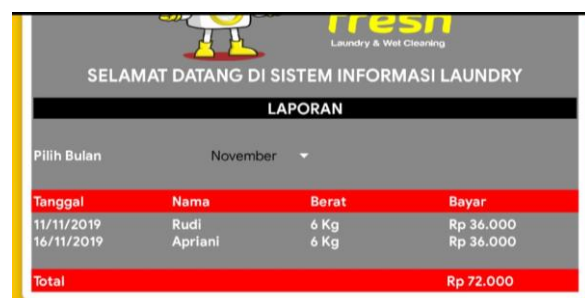 fresh
Laundry & Wet Cleaning
SELAMAT DATANG DI SISTEM INFORMASI LAUNDRY
LAPORAN
Pilih Bulan November
Tanggal Nama Berat Bayar
11/11/2019 Rudi 6 Kg Rp 36.000
16/11/2019 Apriani 6 Kg Rp 36.000
Total Rp 72.000